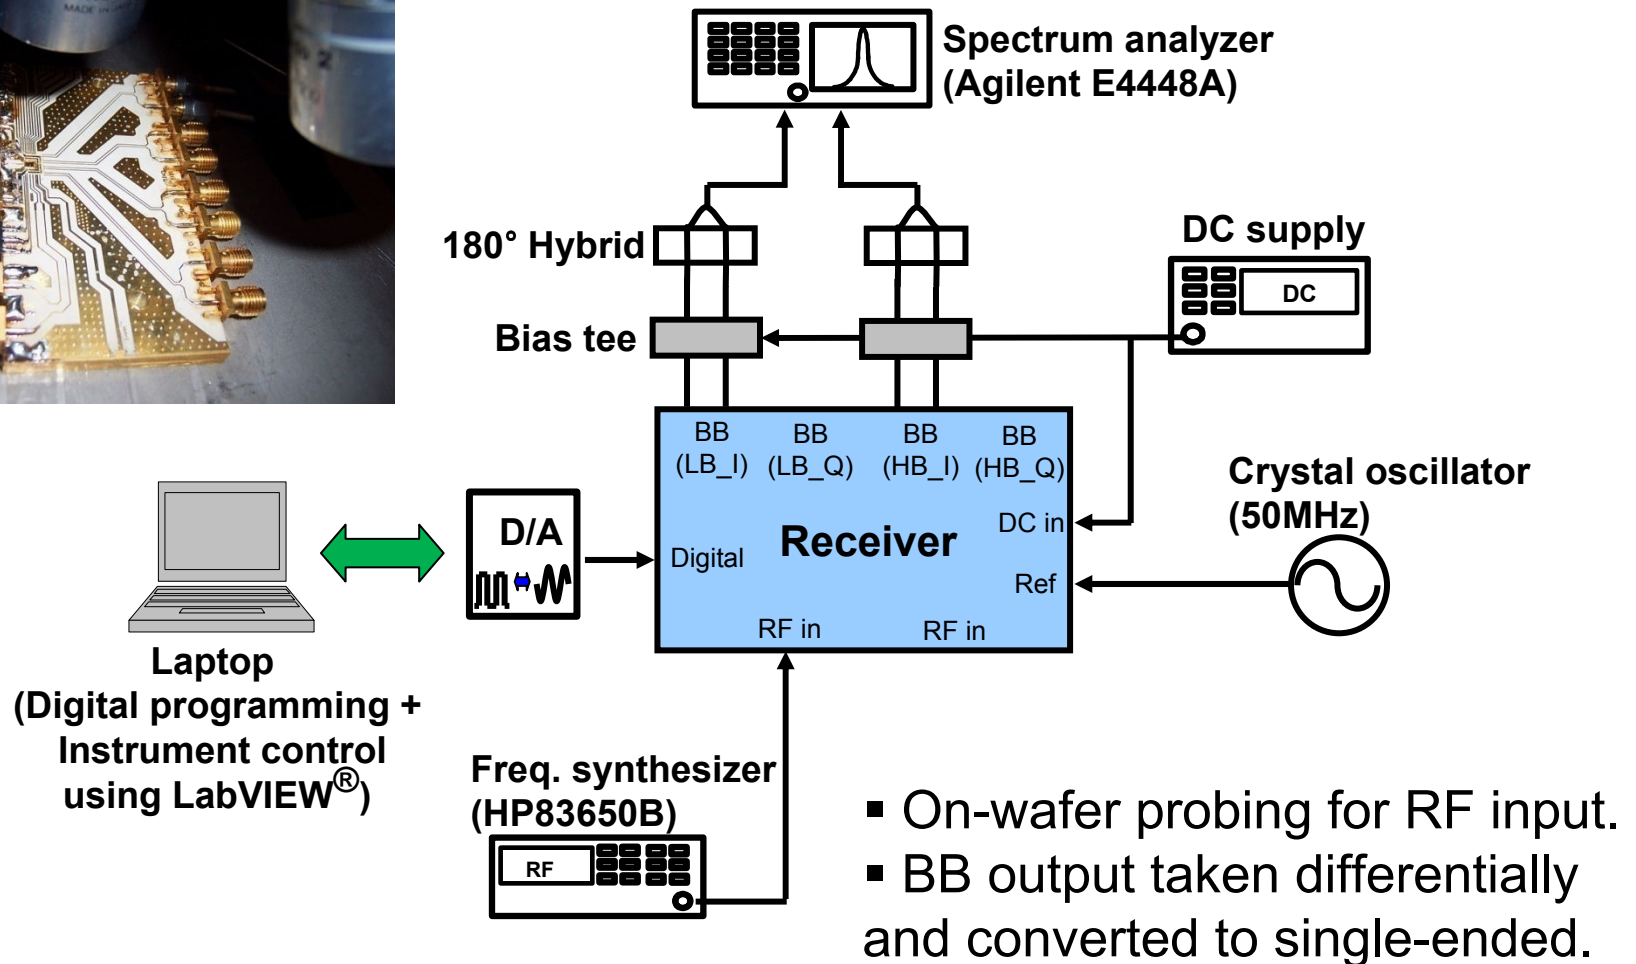 MADE IN
2
Spectrum analyzer
(Agilent E4448A)
180° Hybrid
DC supply
DC
Bias tee
BB
(LB_I)
BB
(LB_Q)
BB
(HB_I)
BB
(HB_Q)
Crystal oscillator
(50MHz)
D/A
Digital
Receiver
DC in
Ref
RF in
RF in
Laptop
(Digital programming +
Instrument control
using LabVIEW®)
Freq. synthesizer
(HP83650B)
RF
▪ On-wafer probing for RF input.
▪ BB output taken differentially
and converted to single-ended.